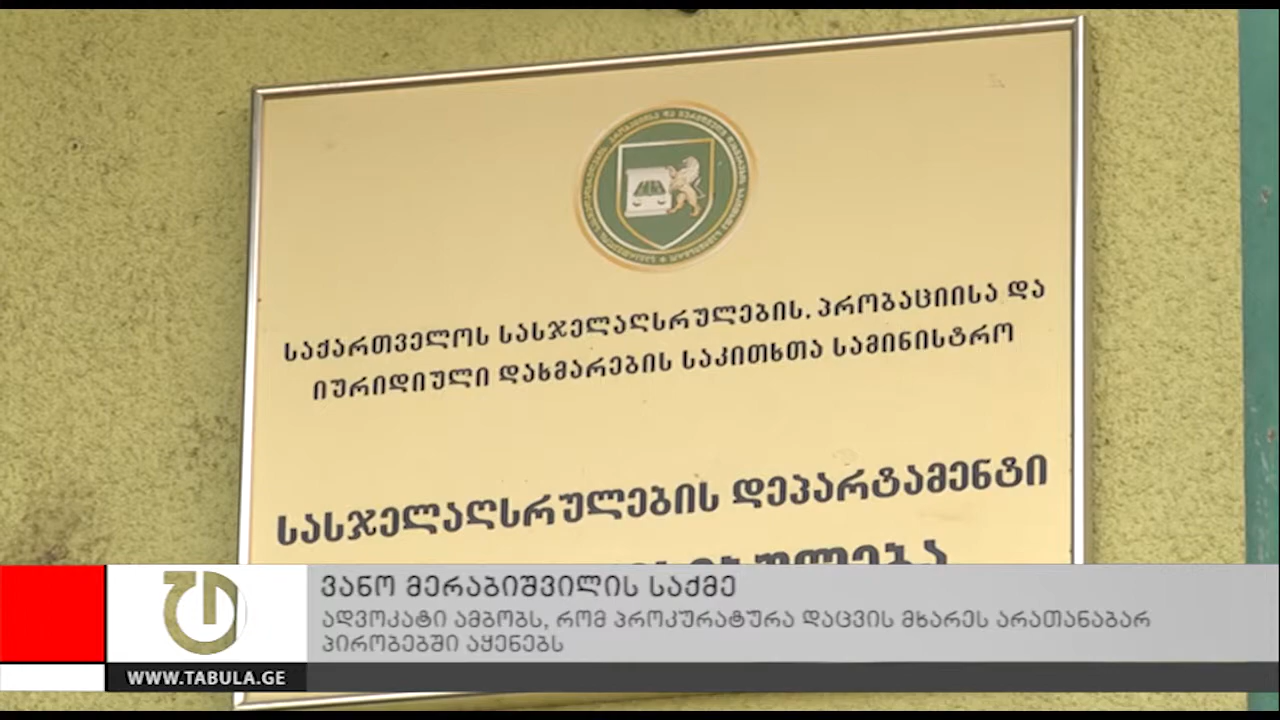 საქართველოს სასჯელაღსრულების, პრობაციისა და
იურიდიული დახმარების საკითხთა სამინისტრო
სასჯელაღსრულების დეპარტამენტი
ვანო მერაბიშვილის საქმე
ადვოკატი ამბობს, რომ პროკურატურა დაცვის მხარეს არათანაბარ
პირობებში აყენებს
WWW.TABULA.GE